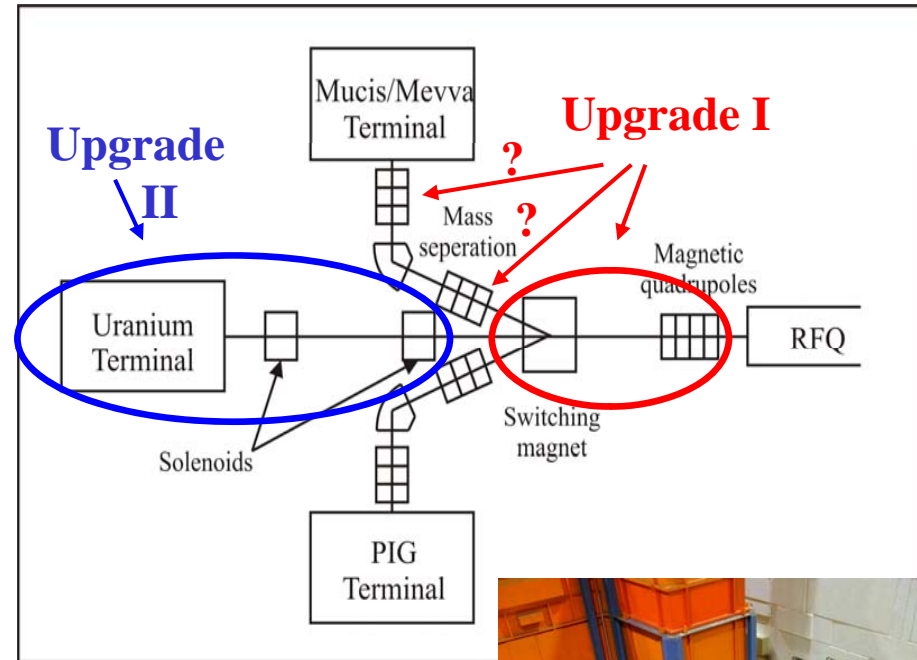 Mucis/Mevva
Terminal
Upgrade I
Upgrade
II
?
?
Mass
seperation
Magnetic
quadrupoles
Uranium
Terminal
RFQ
Switching
magnet
Solenoids
PIG
Terminal